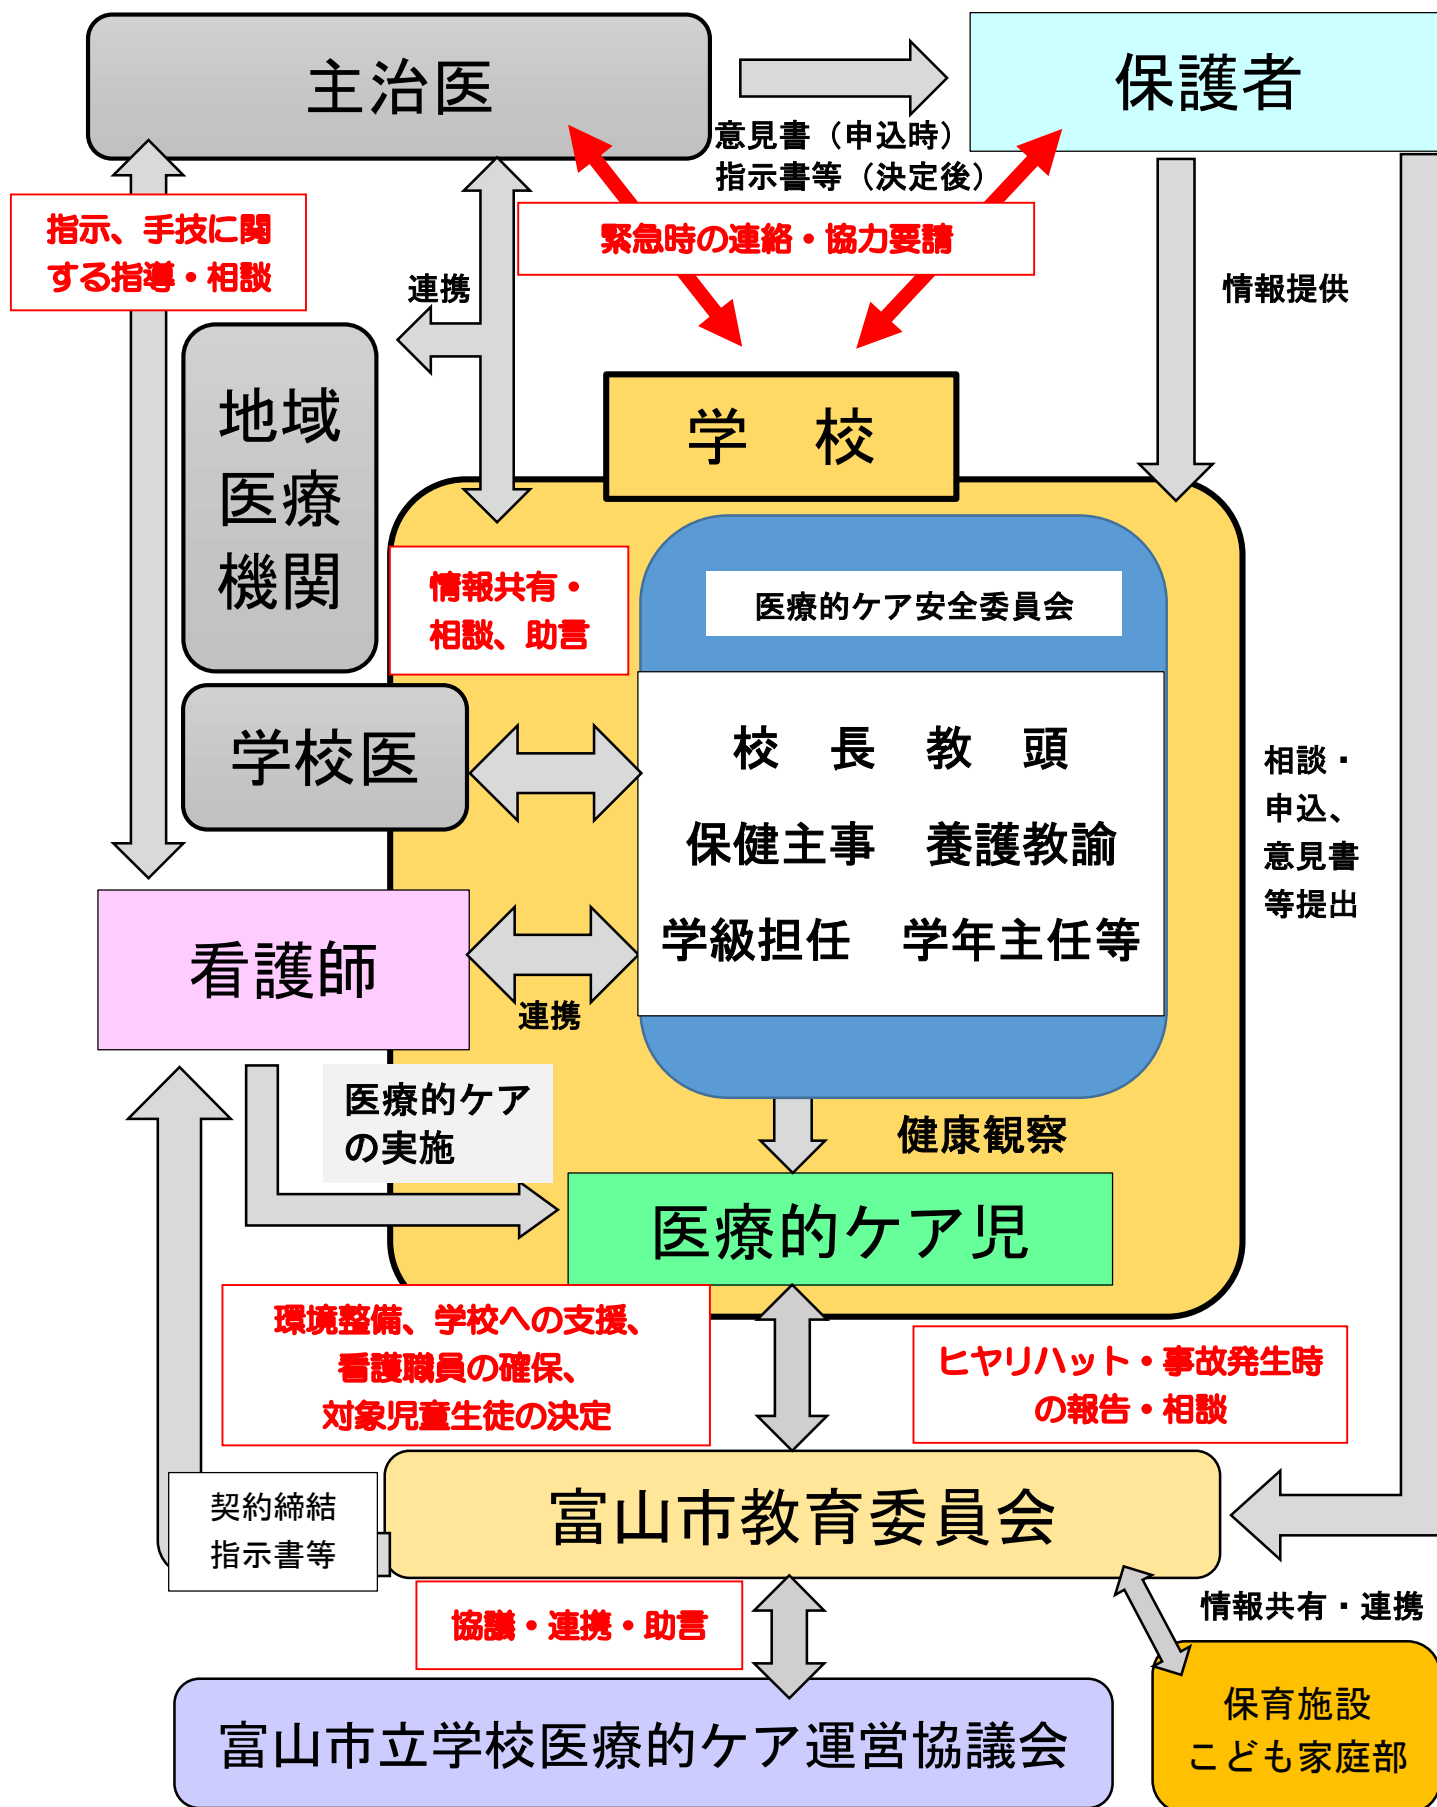 主治医
保護者
意見書（申込時）
指示書等（決定後）
指示、手技に関
する指導・相談
緊急時の連絡・協力要請
連携
情報提供
地域
医療
機関
学　校
情報共有・
相談、助言
医療的ケア安全委員会
校　長　教　頭
保健主事　養護教諭
学級担任　学年主任等
学校医
相談・
申込、
意見書
等提出
看護師
連携
医療的ケア
の実施
健康観察
医療的ケア児
環境整備、学校への支援、
看護職員の確保、
対象児童生徒の決定
ヒヤリハット・事故発生時
の報告・相談
富山市教育委員会
契約締結
指示書等
協議・連携・助言
情報共有・連携
富山市立学校医療的ケア運営協議会
保育施設
こども家庭部